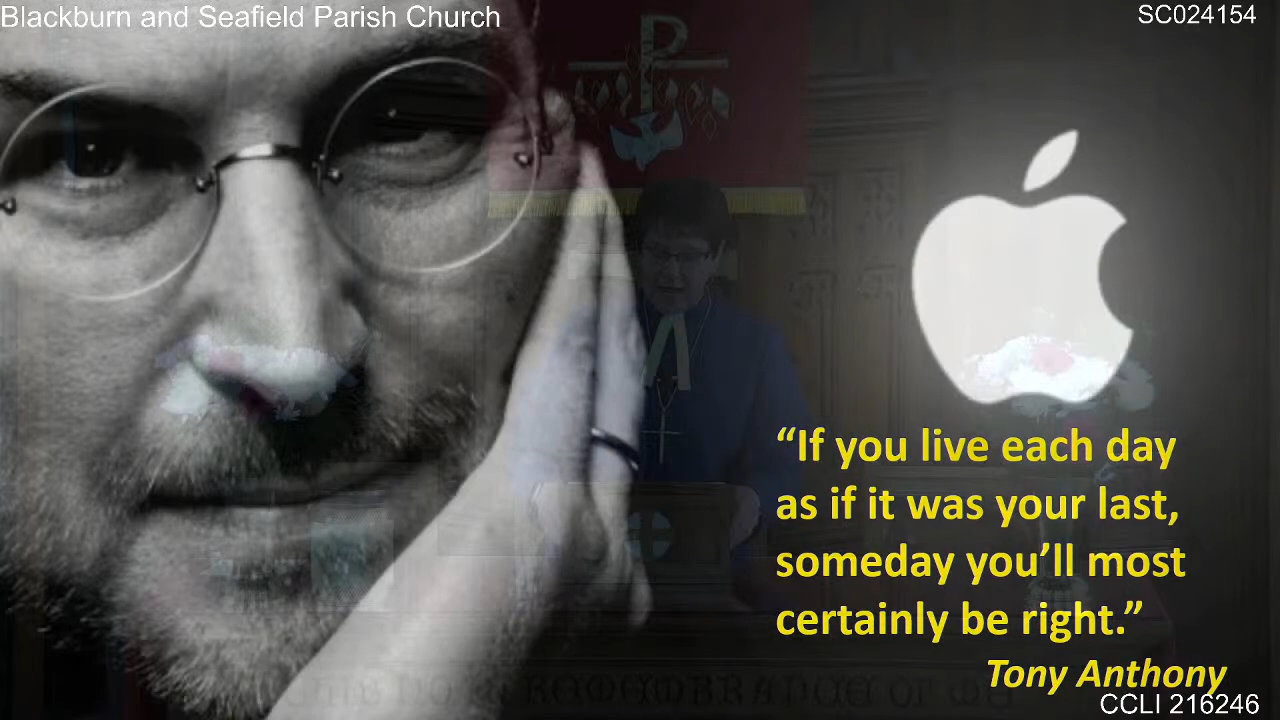 Blackburn and Seafield Parish Church
SC024154
“If you live each day
as if it was your last,
someday you’ll most
certainly be right.”
Tony Anthony
CCLI 216246